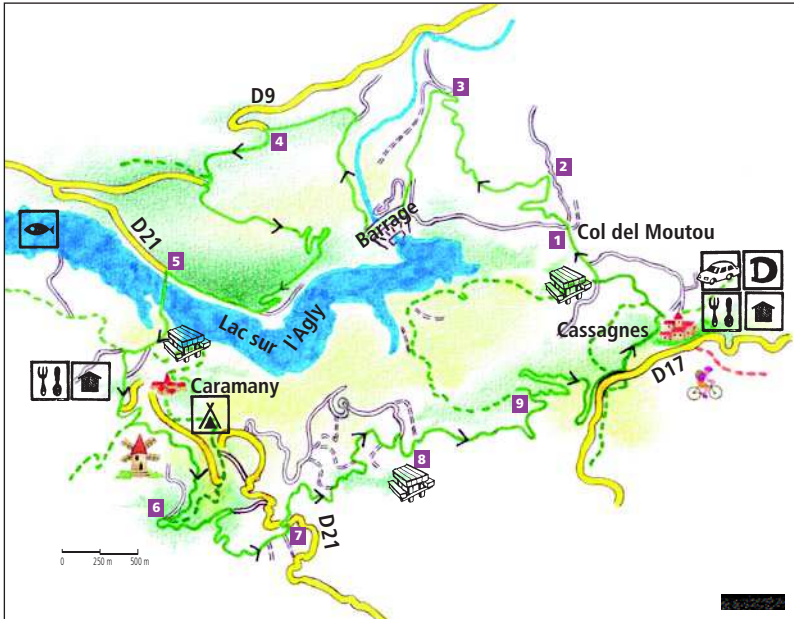 3
D9
4
2
Barrage
1
Col del Moutou
D21
5
D
Lac sur l'Agly
Cassagnes
D17
Caramany
9
8
6
7
D21
0 250 m 500 m